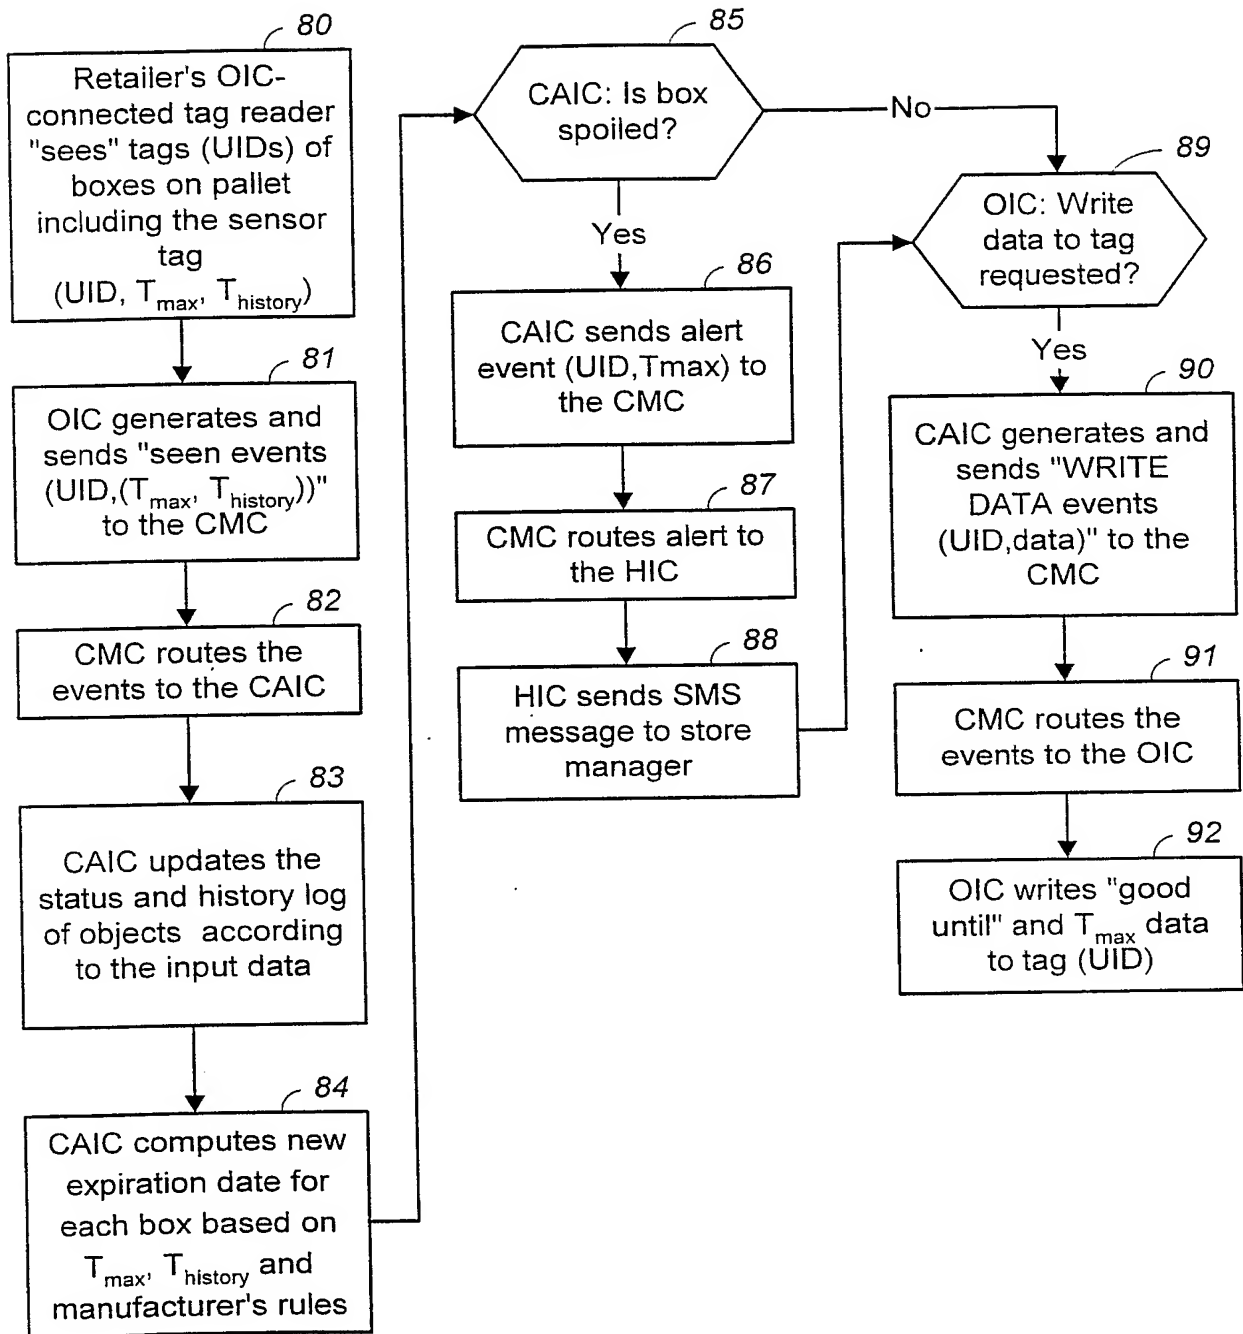 80
Retailer's OIC-
connected tag reader
"sees" tags (UIDs) of
boxes on pallet
including the sensor
tag
(UID, Tmax, Thistory)
81
OIC generates and
sends "seen events
(UID,(Tmax, Thistory))"
to the CMC
82
CMC routes the
events to the CAIC
83
CAIC updates the
status and history log
of objects according
to the input data
84
CAIC computes new
expiration date for
each box based on
Tmax, Thistory and
manufacturer's rules
85
CAIC: Is box
spoiled?
No
Yes
86
CAIC sends alert
event (UID,Tmax) to
the CMC
87
CMC routes alert to
the HIC
88
HIC sends SMS
message to store
manager
89
OIC: Write
data to tag
requested?
Yes
90
CAIC generates and
sends "WRITE
DATA events
(UID,data)" to the
CMC
91
CMC routes the
events to the OIC
92
OIC writes "good
until" and Tmax data
to tag (UID)